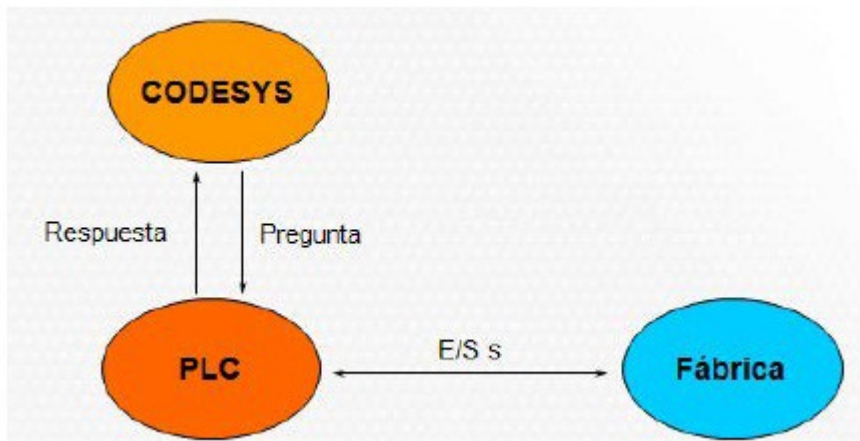 CODESYS
Respuesta
Pregunta
PLC
E/S s
Fábrica